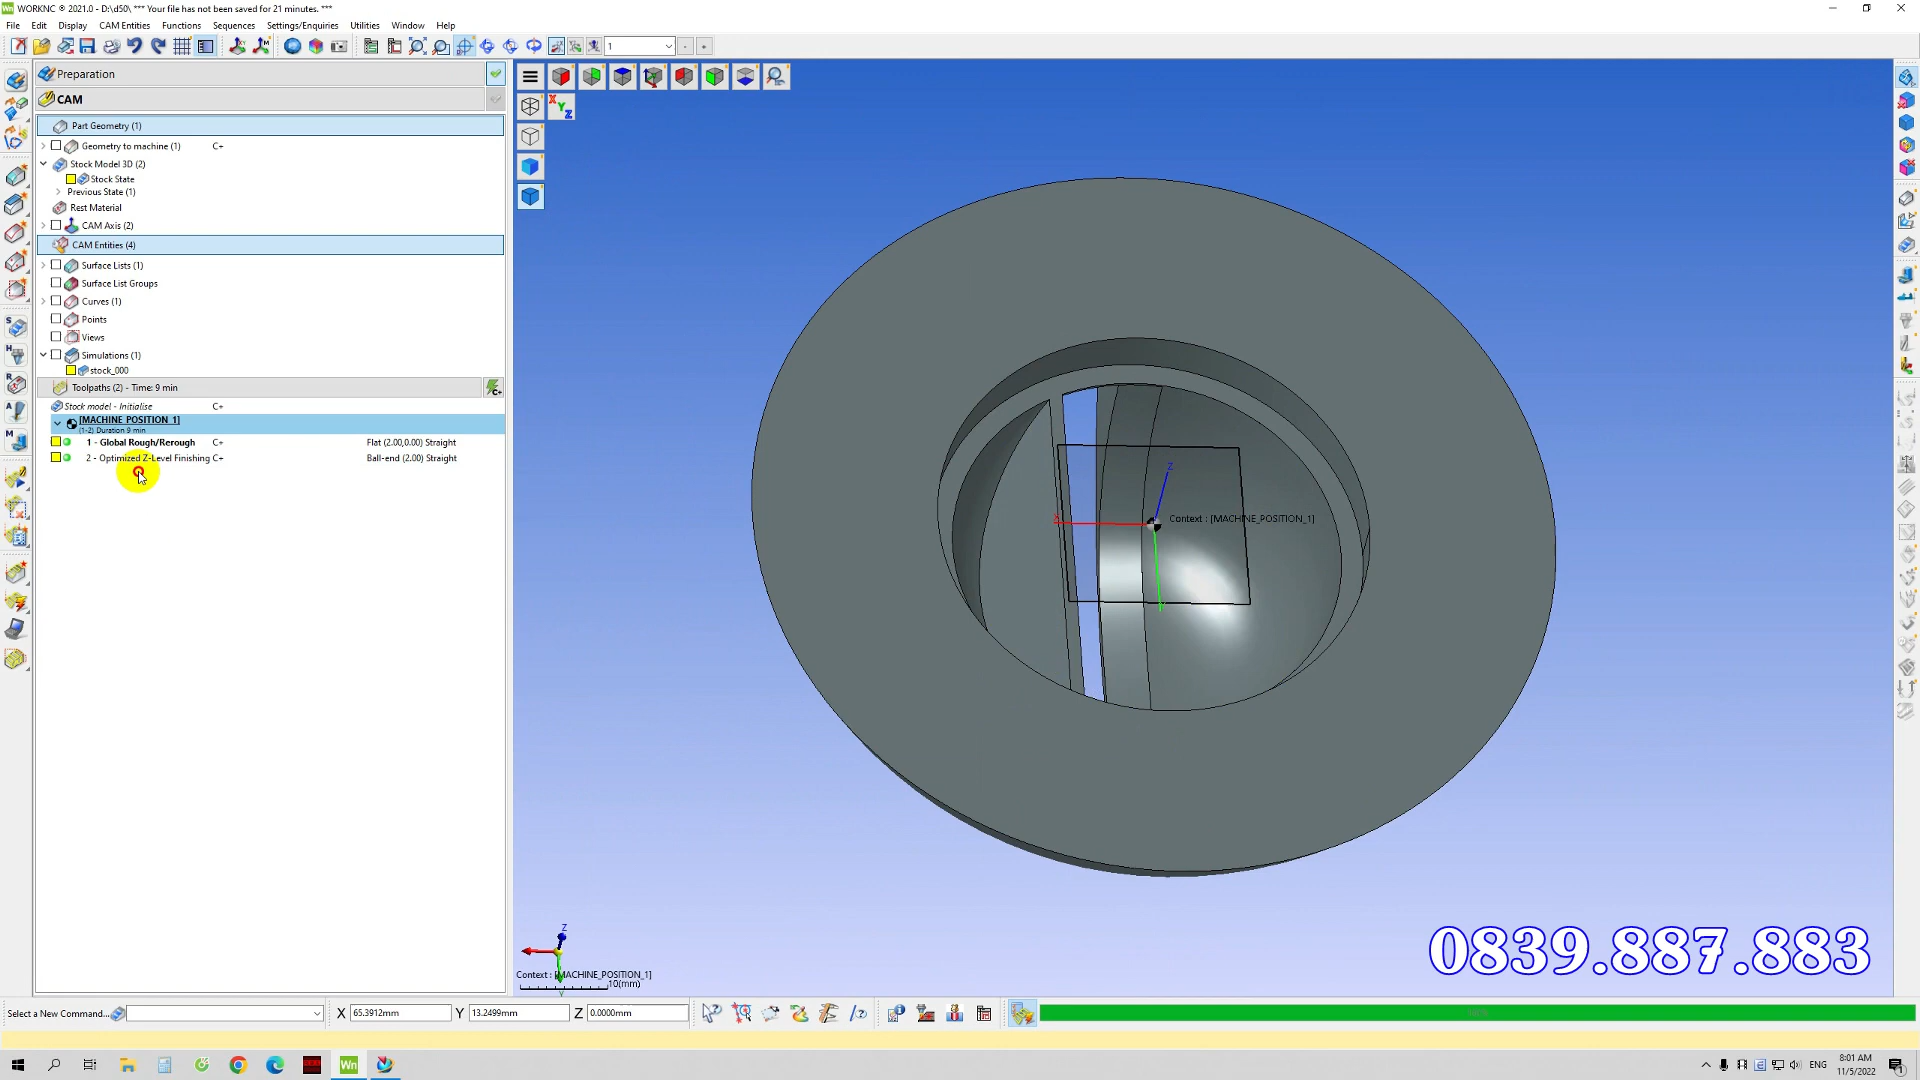 WORKNC ® 2021.0 - D:\d50\ *** Your file has not been saved for 21 minutes. ***
File Edit Display CAM Entities Functions Sequences Settings/Enquiries Utilities Window Help
1
Preparation
CAM
Part Geometry (1)
Geometry to machine (1) C+
Stock Model 3D (2)
Stock State
Previous State (1)
Rest Material
CAM Axis (2)
CAM Entities (4)
Surface Lists (1)
Surface List Groups
Curves (1)
Points
Views
Simulations (1)
stock_000
Toolpaths (2) - Time: 9 min
Stock model - Initialise C+
[MACHINE_POSITION_1]
(1-2) Duration 9 min
1 - Global Rough/Rerough C+ Flat (2.00,0.00) Straight
2 - Optimized Z-Level Finishing C+ Ball-end (2.00) Straight
X Y Z
Z
X
Context : [MACHINE_POSITION_1]
Z
Context : [MACHINE_POSITION_1]
10(mm)
0839.887.883
Select a New Command... X 65.3912mm Y 13.2499mm Z 0.0000mm
Wn
ENG
8:01 AM
11/5/2022